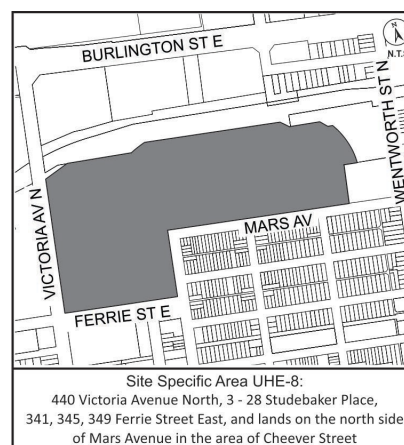 BURLINGTON ST E
N.T.S
WENTWORTH ST N
VICTORIA AV N
MARS AV
FERRIE ST E
Site Specific Area UHE-8:
440 Victoria Avenue North, 3 - 28 Studebaker Place,
341, 345, 349 Ferrie Street East, and lands on the north side
of Mars Avenue in the area of Cheever Street